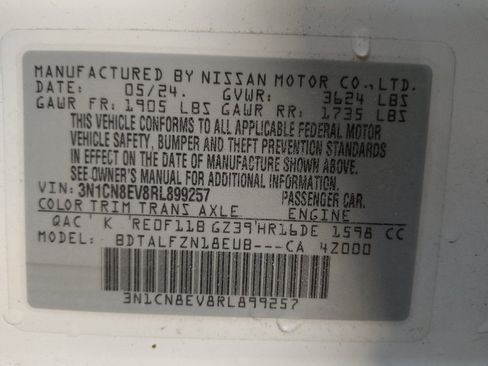 MANUFACTURED BY NISSAN MOTOR CO., LTD.
DATE: 05/24. GVWR: 3624 LBS
GAWR FR: 1905 LBS GAWR RR: 1735 LBS
THIS VEHICLE CONFORMS TO ALL APPLICABLE FEDERAL MOTOR
VEHICLE SAFETY, BUMPER AND THEFT PREVENTION STANDARDS
IN EFFECT ON THE DATE OF MANUFACTURE SHOWN ABOVE.
SEE OWNER'S MANUAL FOR ADDITIONAL INFORMATION.
VIN: 3N1CN8EV8RL899257 PASSENGER CAR.
COLOR TRIM TRANS AXLE ENGINE
QAC ' K 'RE0F11B GZ39'HR16DE 1598 CC
MODEL: BDTALFZN18EUB---CA 4Z000
3N1CN8EV8RL899257